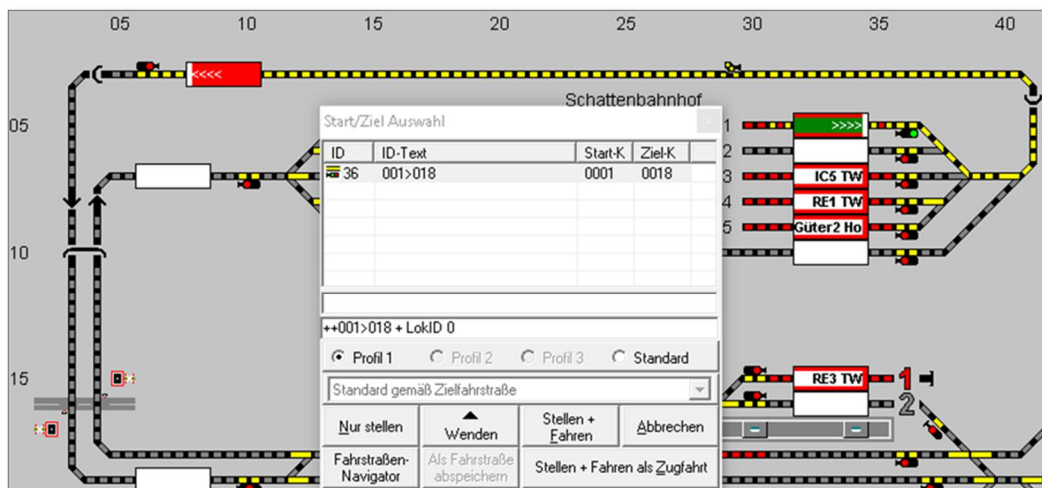 05 10 15 20 25 30 35 40
<<<<
Schattenbahnhof
Start/Ziel Auswahl
x
05
1 >>>>
ID ID-Text Start-K Ziel-K
2
36 001>018 0001 0018
3 IC5 TW
4 RE1 TW
5 Güter2 Ho
10
++001>018 + LokID 0
Profil 1 Profil 2 Profil 3 Standard
15
RE3 TW 1
Standard gemäß Zielfahrstraße
2
Nur stellen Wenden Stellen + Fahren Abbrechen
Fahrstraßen-Navigator Als Fahrstraße abspeichern Stellen + Fahren als Zugfahrt